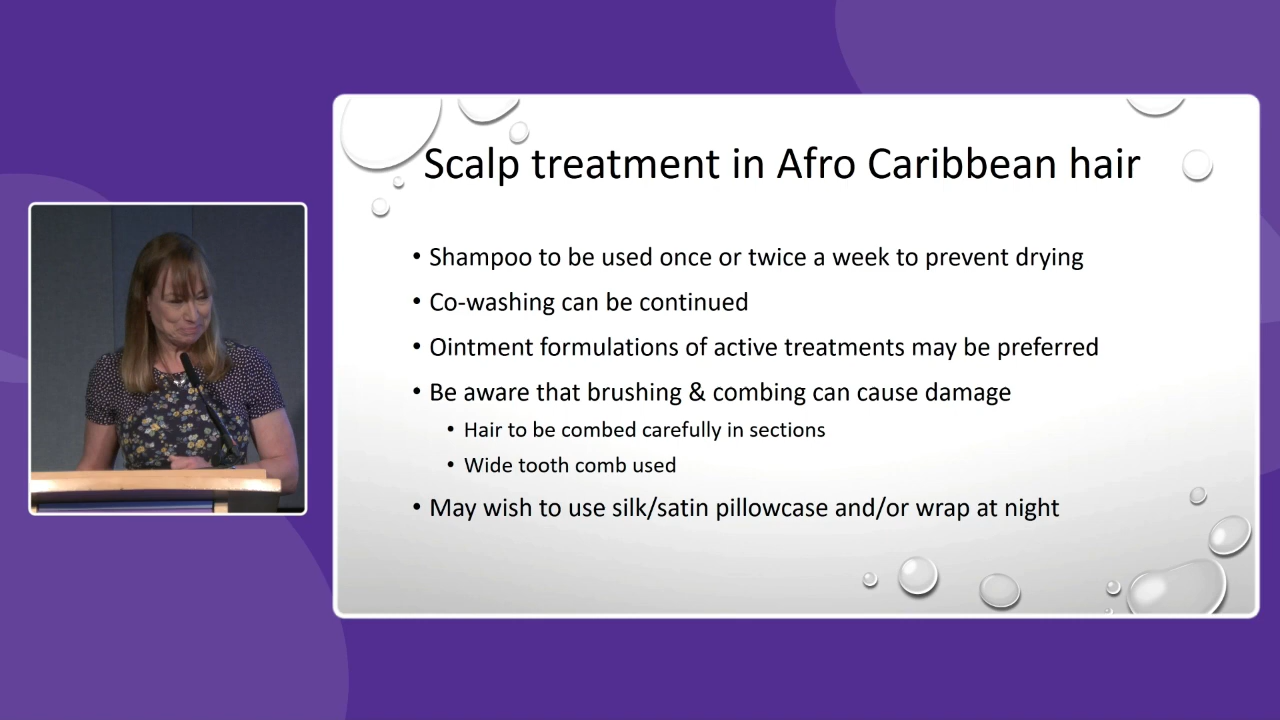 Scalp treatment in Afro Caribbean hair
• Shampoo to be used once or twice a week to prevent drying
• Co-washing can be continued
• Ointment formulations of active treatments may be preferred
• Be aware that brushing & combing can cause damage
• Hair to be combed carefully in sections
• Wide tooth comb used
• May wish to use silk/satin pillowcase and/or wrap at night